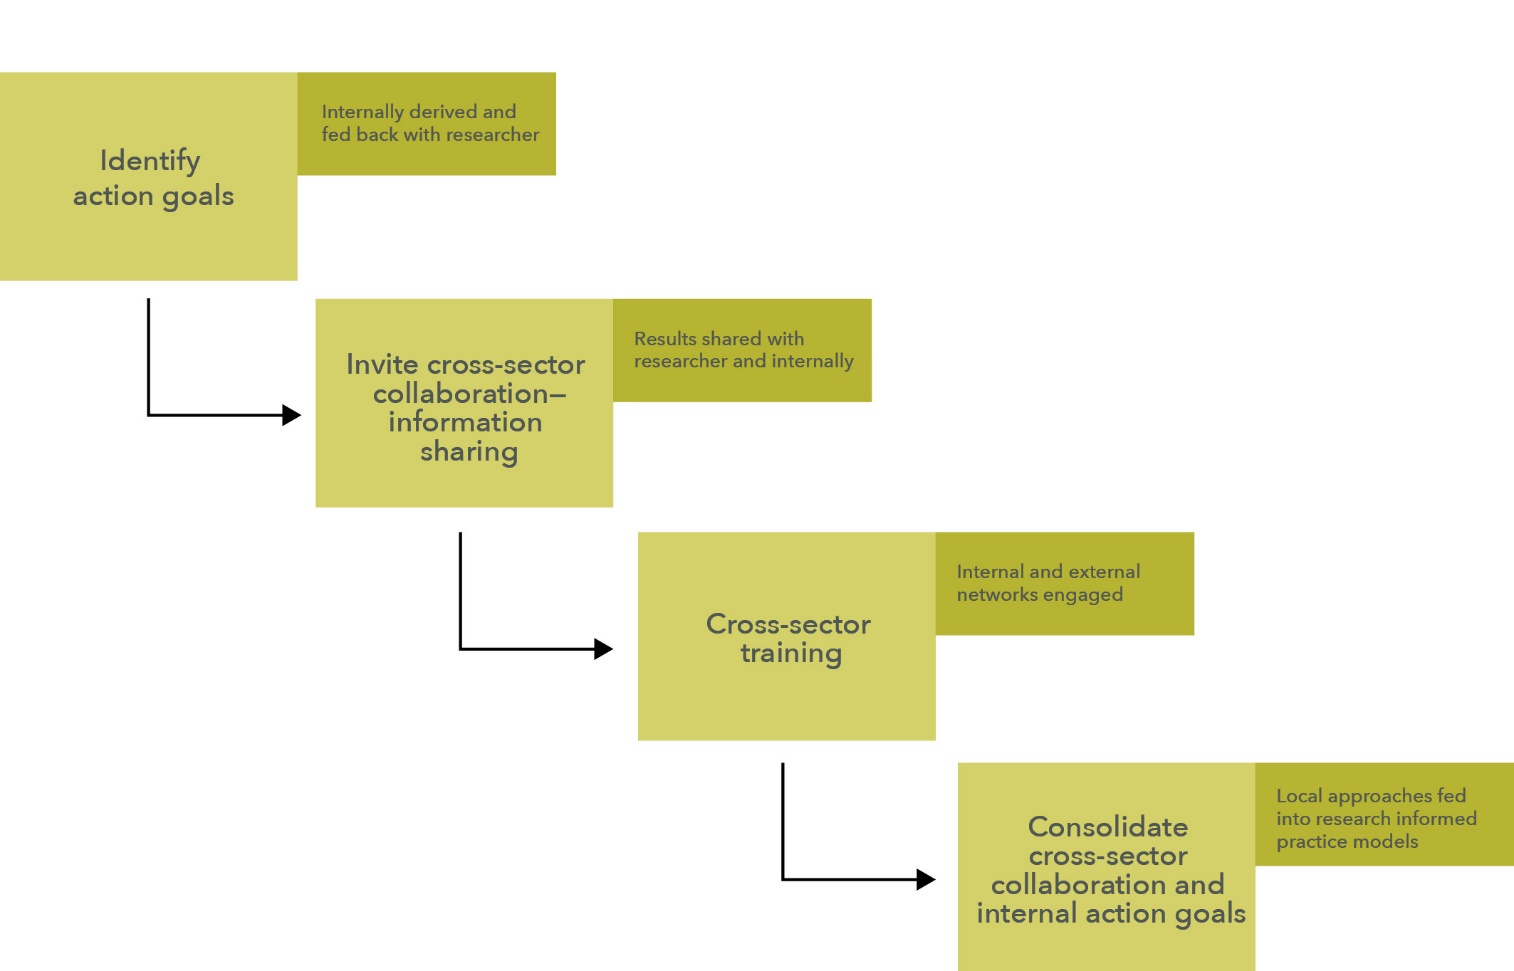 Identify
action goals
Internally derived and
fed back with researcher
Invite cross-sector
collaboration—
information
sharing
Results shared with
researcher and internally
Cross-sector
training
Internal and external
networks engaged
Consolidate
cross-sector
collaboration and
internal action goals
Local approaches fed
into research informed
practice models